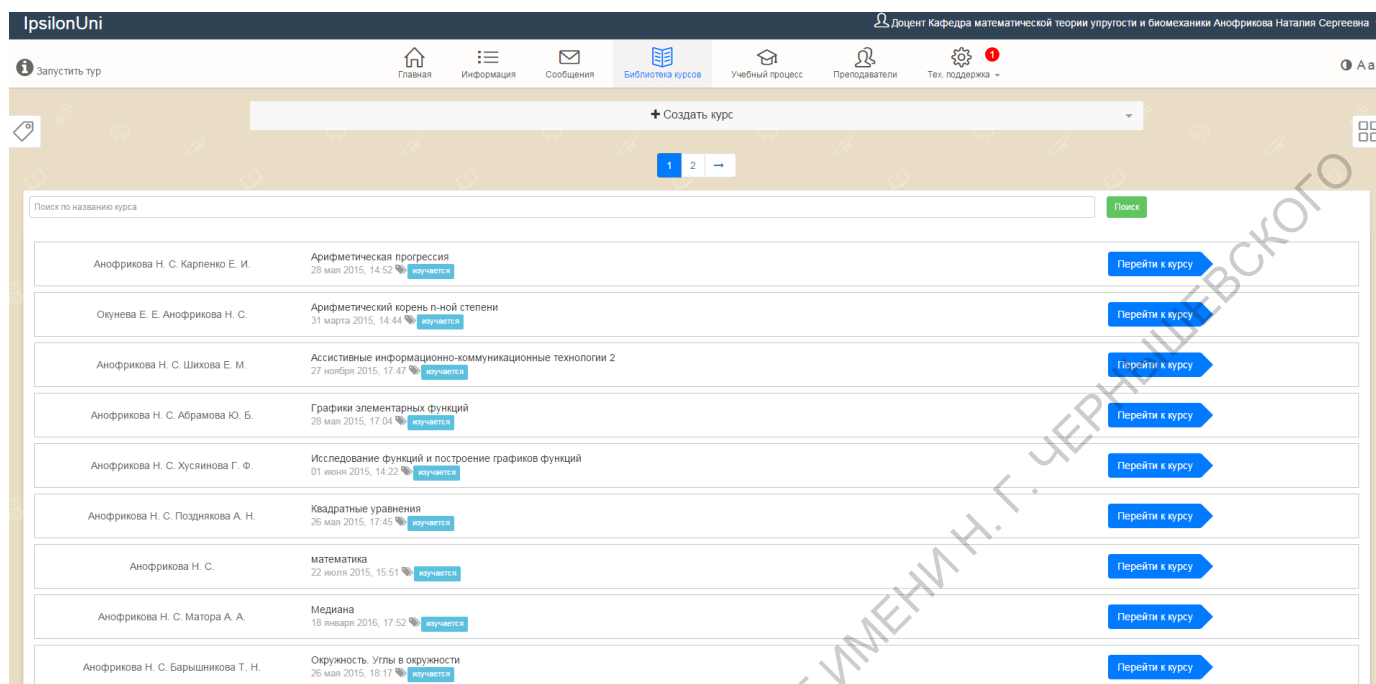 IpsilonUni
Доцент Кафедра математической теории упругости и биомеханики Анофрикова Наталия Сергеевна
Запустить тур
Главная
Информация
Сообщения
Библиотека курсов
Учебный процесс
Преподаватели
Тех. поддержка
1
A a
+ Создать курс
1 2 →
Поиск по названию курса
Поиск
Анофрикова Н. С. Карпенко Е. И.
Арифметическая прогрессия
28 мая 2015, 14:52 изучается
Перейти к курсу
Окунева Е. Е. Анофрикова Н. С.
Арифметический корень n-ной степени
31 марта 2015, 14:44 изучается
Перейти к курсу
Анофрикова Н. С. Шихова Е. М.
Ассистивные информационно-коммуникационные технологии 2
27 ноября 2015, 17:47 изучается
Перейти к курсу
Анофрикова Н. С. Абрамова Ю. Б.
Графики элементарных функций
28 мая 2015, 17:04 изучается
Перейти к курсу
Анофрикова Н. С. Хусяинова Г. Ф.
Исследование функций и построение графиков функций
01 июня 2015, 14:22 изучается
Перейти к курсу
Анофрикова Н. С. Позднякова А. Н.
Квадратные уравнения
26 мая 2015, 17:45 изучается
Перейти к курсу
Анофрикова Н. С.
математика
22 июля 2015, 15:51 изучается
Перейти к курсу
Анофрикова Н. С. Матора А. А.
Медиана
18 января 2016, 17:52 изучается
Перейти к курсу
Анофрикова Н. С. Барышникова Т. Н.
Окружность. Углы в окружности
26 мая 2015, 18:17 изучается
Перейти к курсу
ИМЕНИ Н. Г. ЧЕРНЫШЕВСКОГО